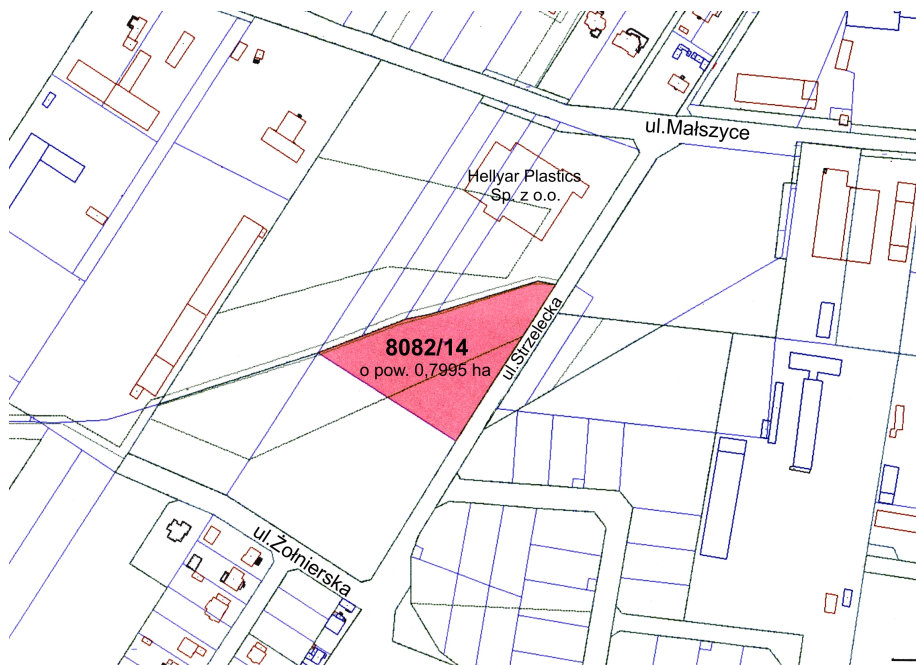 ul.Małszyce
Hellyar Plastics
Sp. z o.o.
ul.Strzelecka
8082/14
o pow. 0,7995 ha
ul.Żołnierska